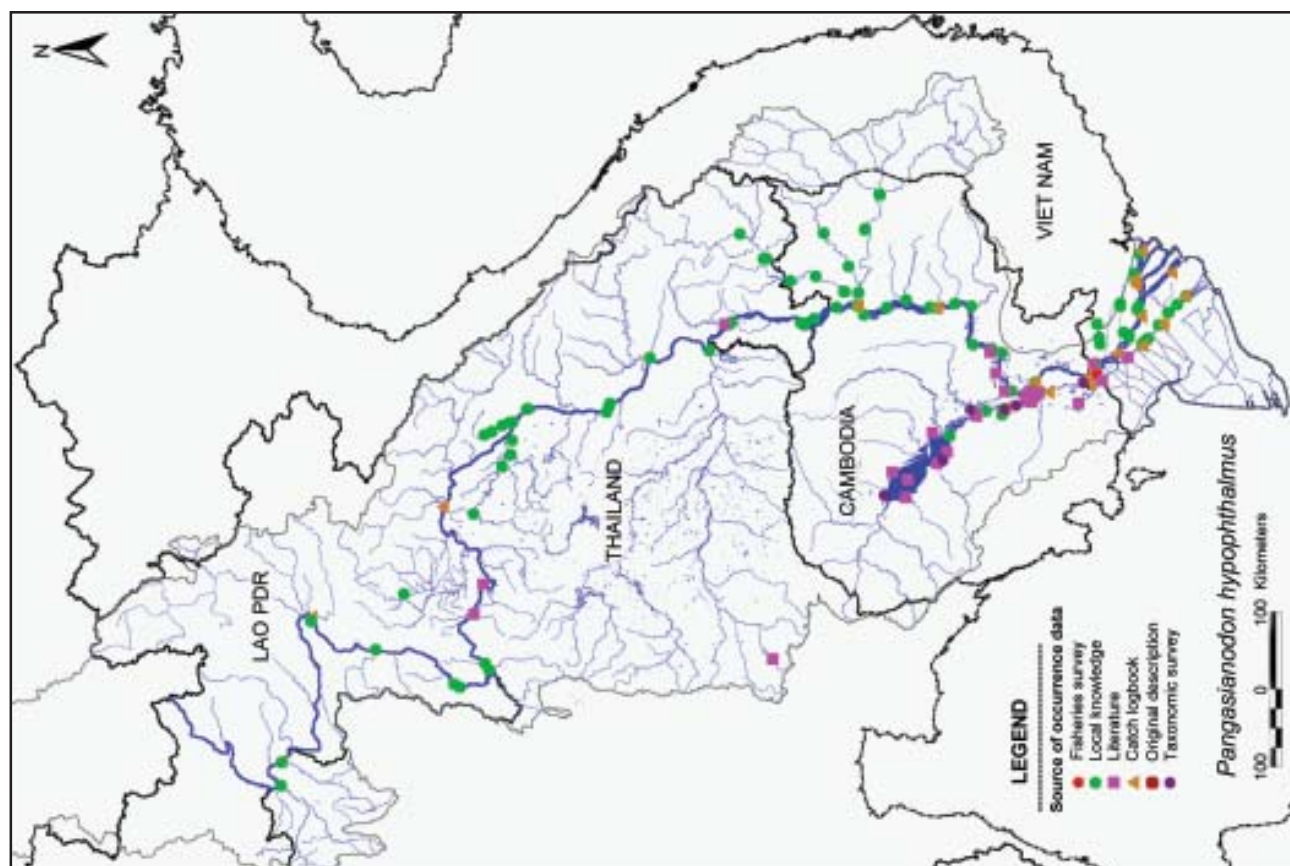 N
LAO PDR
THAILAND
VIET NAM
CAMBODIA
LEGEND
Source of occurrence data
Fisheries survey
Local knowledge
Literature
Catch logbook
Original description
Taxonomic survey
Pangasianodon hypophthalmus
100 0 100 Kilometers